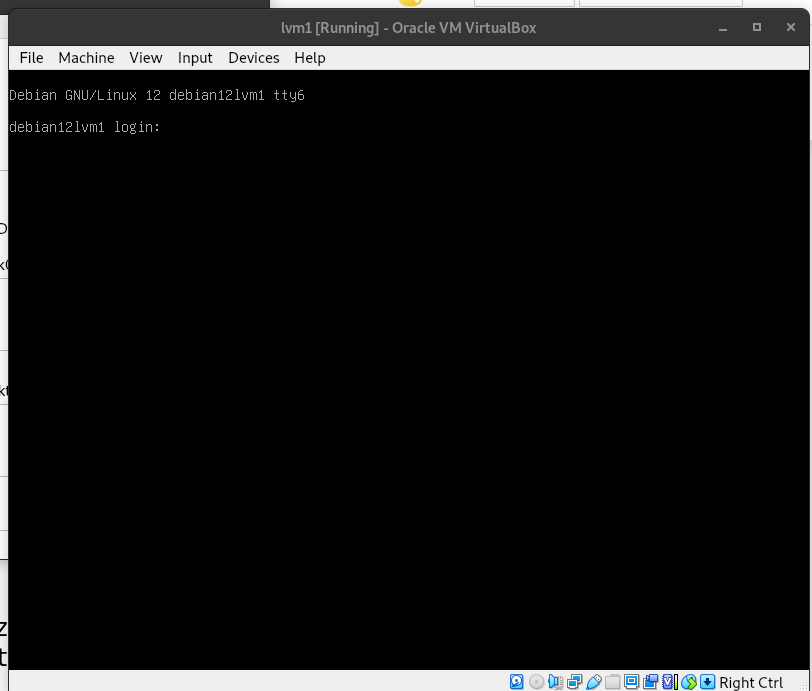 lvm1 [Running] - Oracle VM VirtualBox
File Machine View Input Devices Help
Debian GNU/Linux 12 debian12lvm1 tty6
debian12lvm1 login:
Right Ctrl